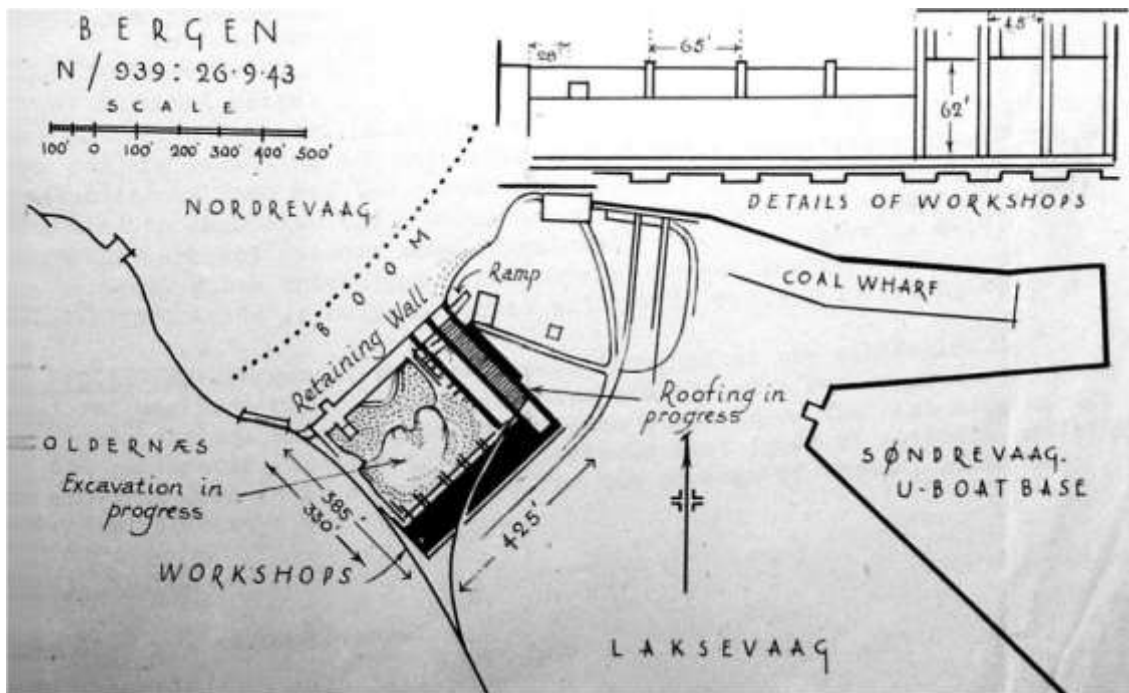 BERGEN
N/939: 26·9·43
SCALE
100' 0 100' 200' 300' 400' 500'
28'
65'
45'
62'
DETAILS OF WORKSHOPS
NORDREVAAG
600M
Ramp
Retaining Wall
COAL WHARF
Roofing in
progress
OLDERNÆS
Excavation in
progress
385'
330'
425'
WORKSHOPS
SØNDREVAAG.
U-BOAT BASE
LAKSEVAAG